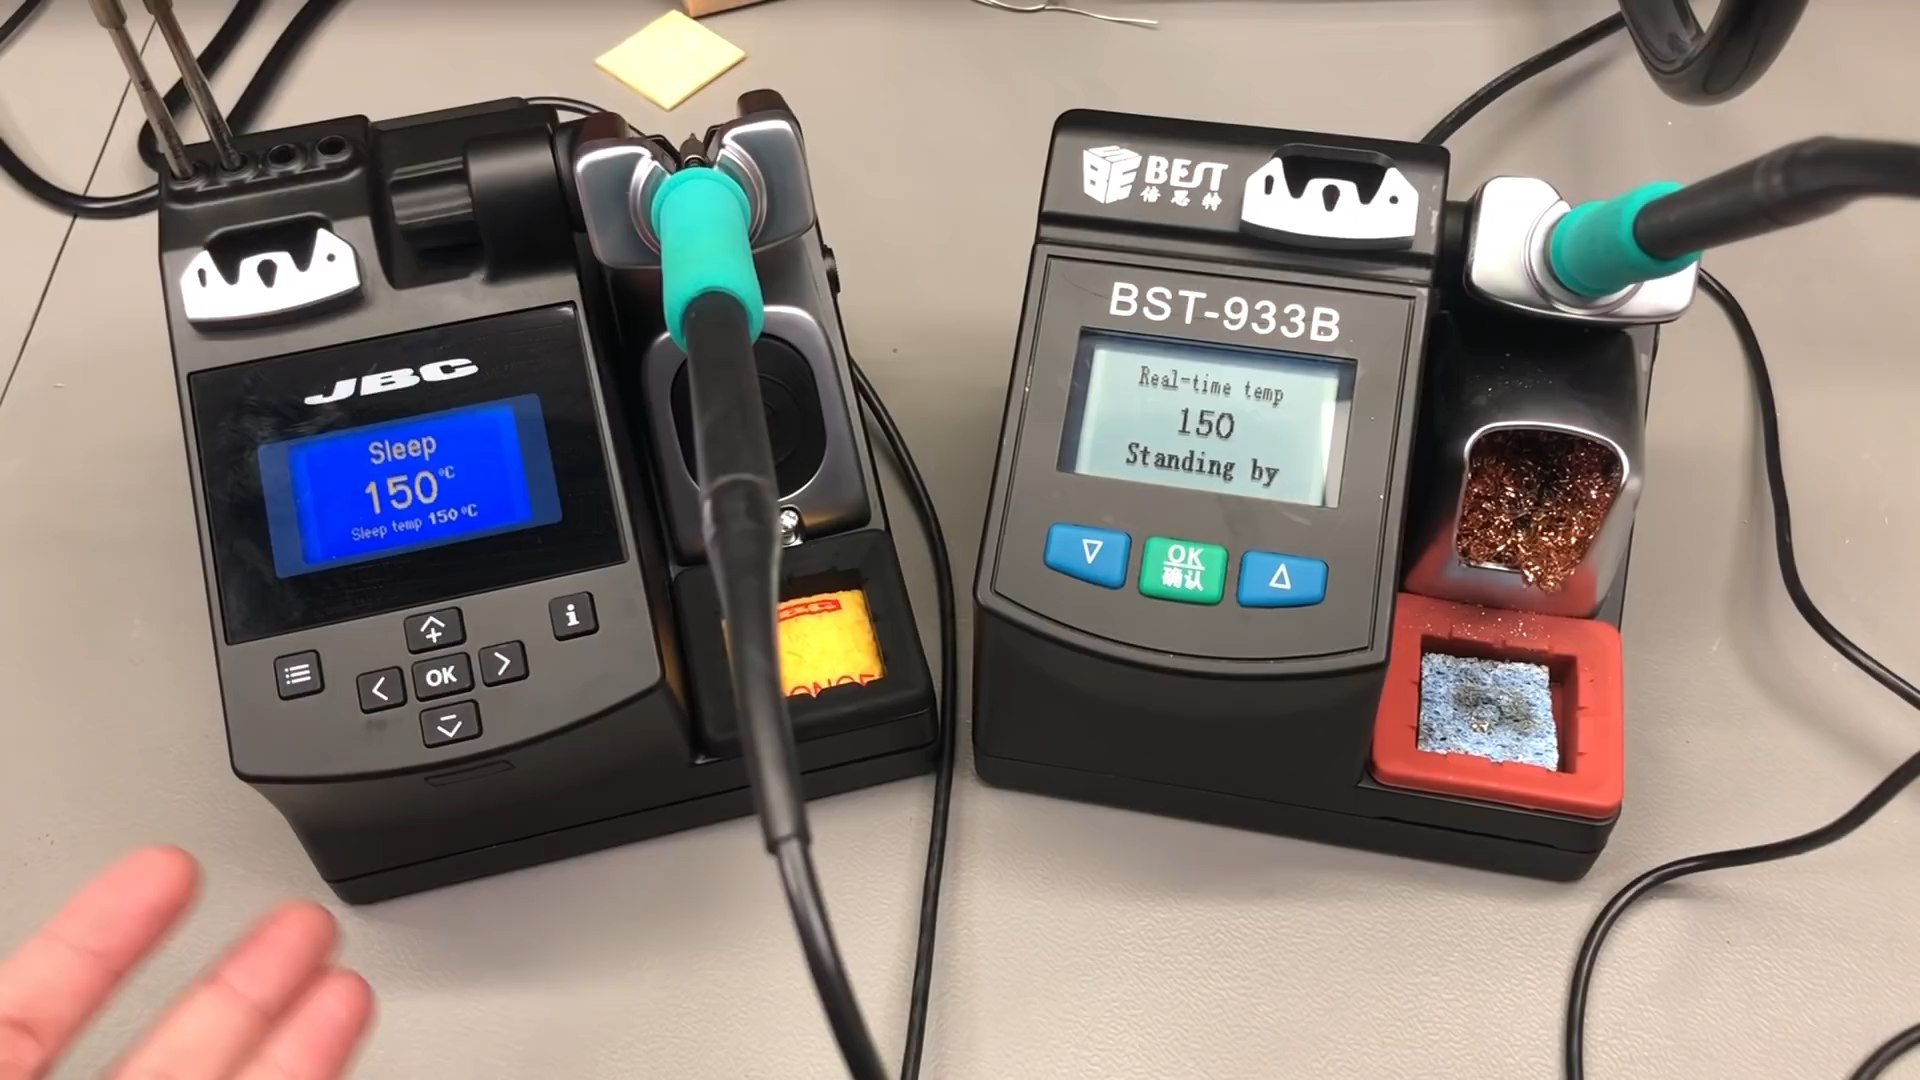 JBC
Sleep
150°C
Sleep temp 150°C
OK
i
BEST
倍思特
BST-933B
Real-time temp
150
Standing by
OK
确认
JBC